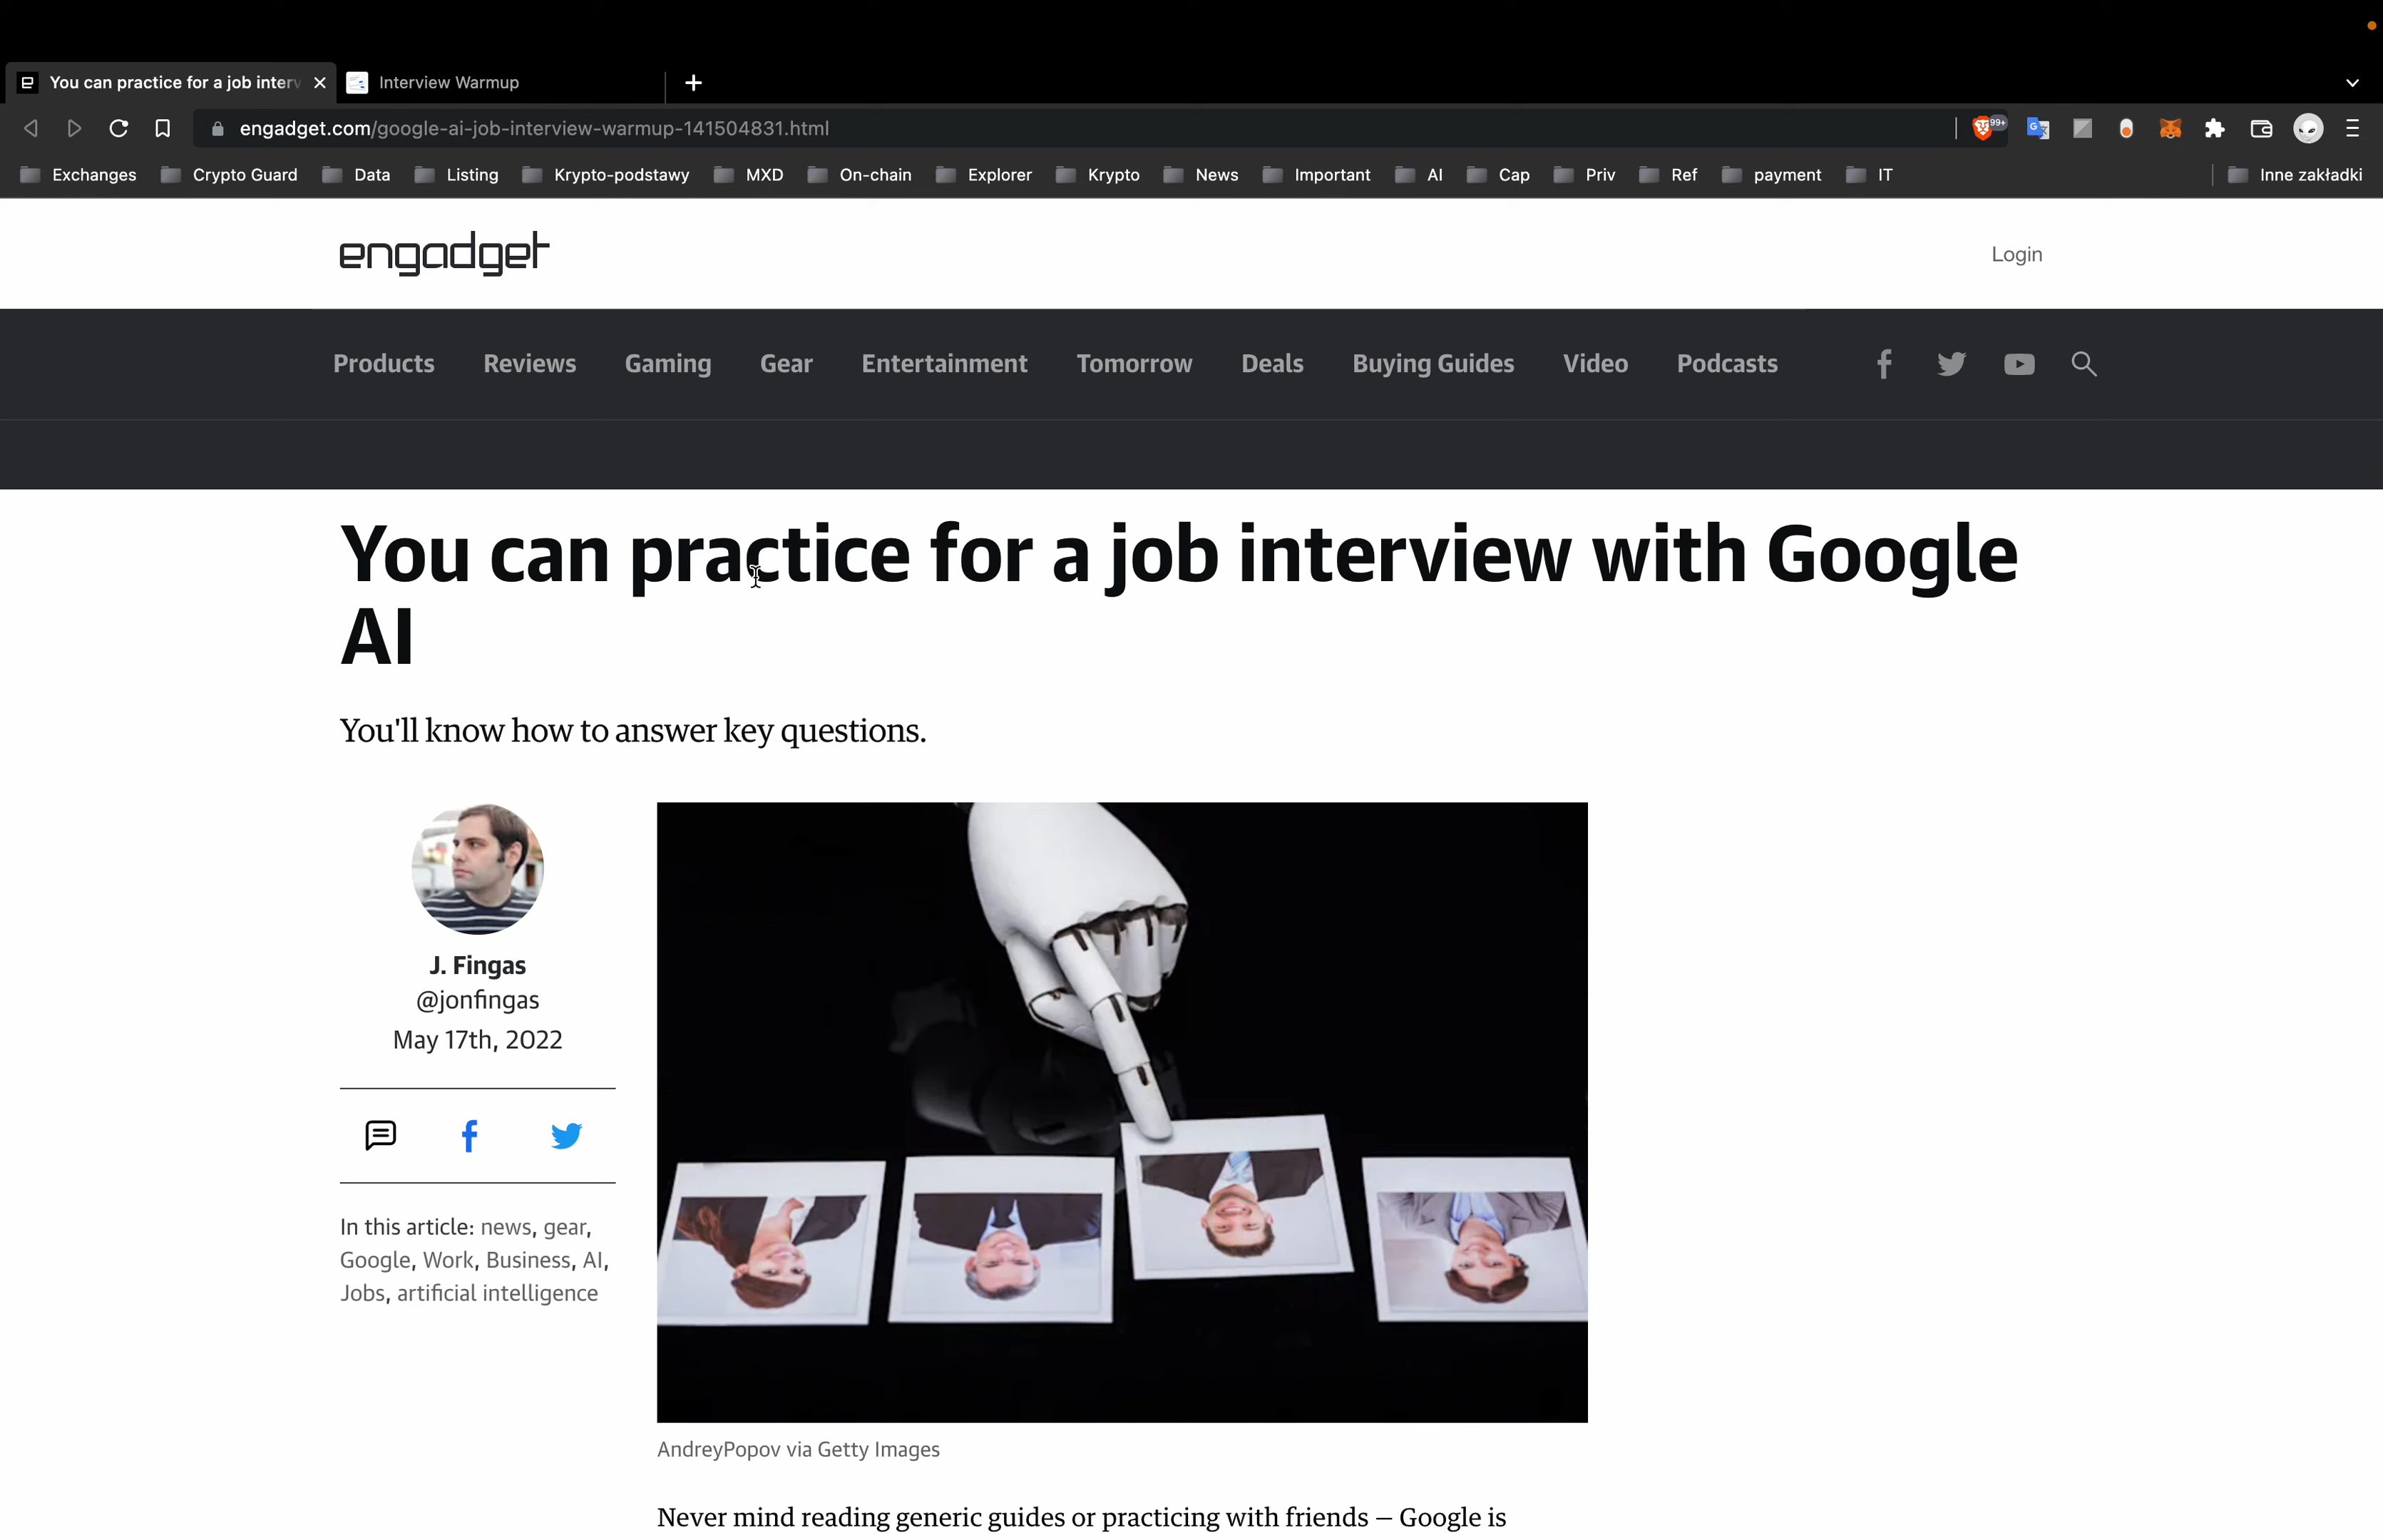 You can practice for a job interv
Interview Warmup
engadget.com/google-ai-job-interview-warmup-141504831.html
99+
Exchanges Crypto Guard Data Listing Krypto-podstawy MXD On-chain Explorer Krypto News Important AI Cap Priv Ref payment IT Inne zakładki
engadget
Login
Products Reviews Gaming Gear Entertainment Tomorrow Deals Buying Guides Video Podcasts
You can practice for a job interview with Google
AI
You'll know how to answer key questions.
J. Fingas
@jonfingas
May 17th, 2022
In this article: news, gear,
Google, Work, Business, AI,
Jobs, artificial intelligence
AndreyPopov via Getty Images
Never mind reading generic guides or practicing with friends — Google is